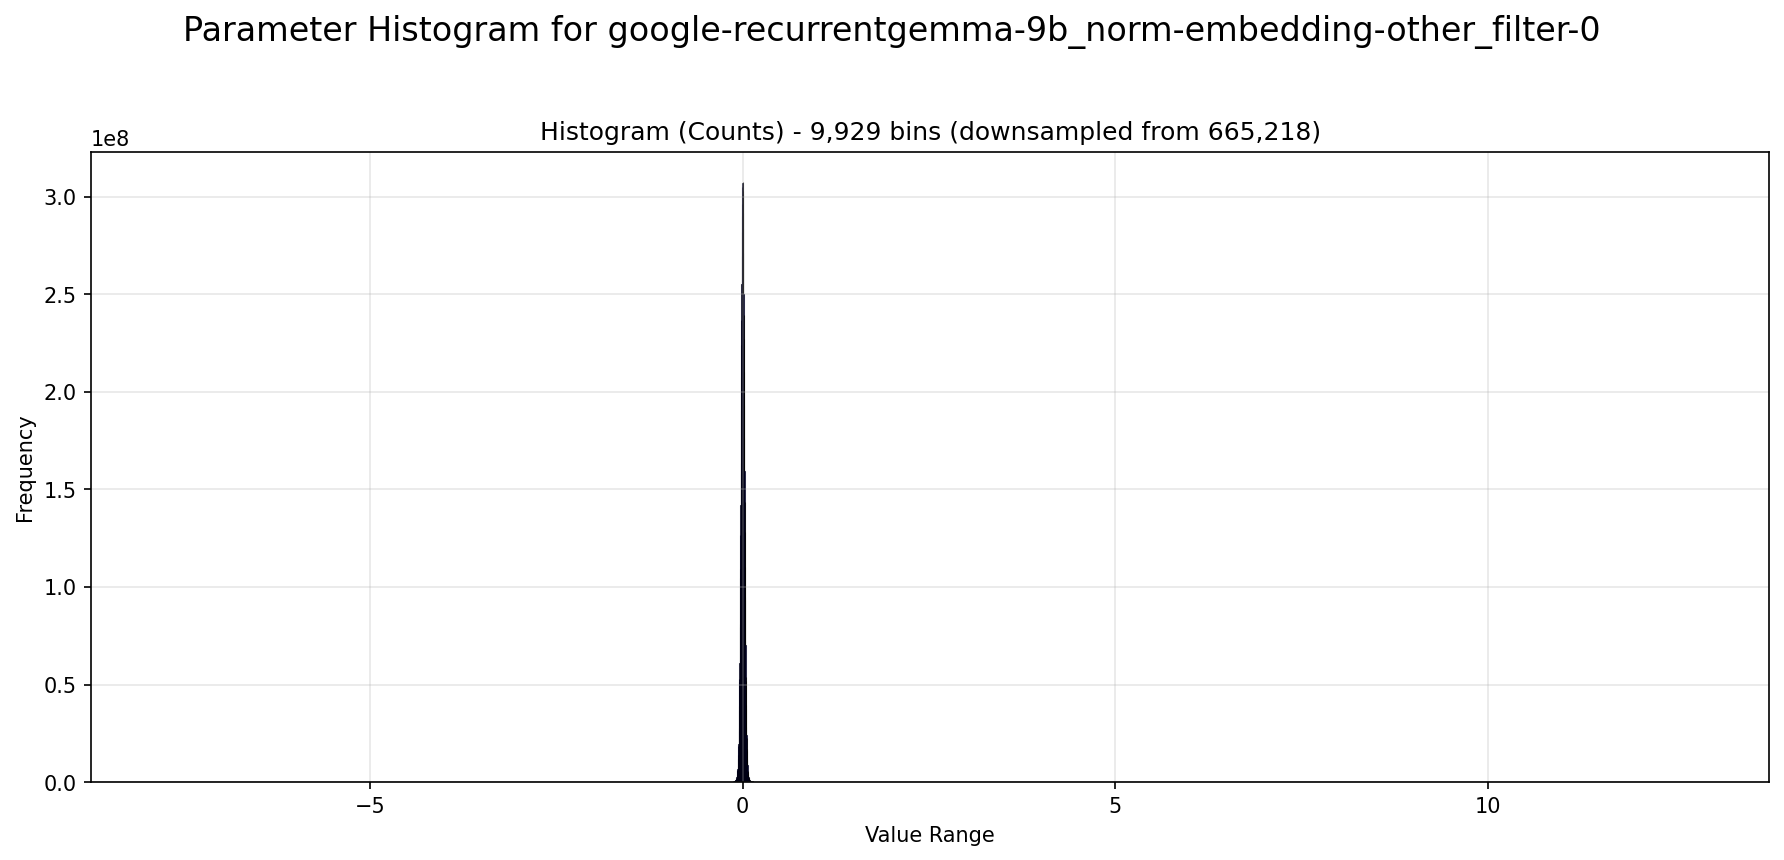 Parameter Histogram for google-recurrentgemma-9b_norm-embedding-other_filter-0
Histogram (Counts) - 9,929 bins (downsampled from 665,218)
1e8
3.0
2.5
2.0
1.5
1.0
0.5
0.0
Frequency
−5
0
5
10
Value Range